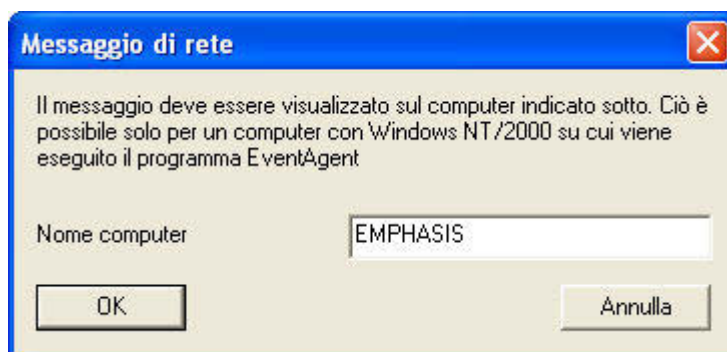 Messaggio di rete
Il messaggio deve essere visualizzato sul computer indicato sotto. Ciò è
possibile solo per un computer con Windows NT/2000 su cui viene
eseguito il programma EventAgent
Nome computer EMPHASIS
OK Annulla